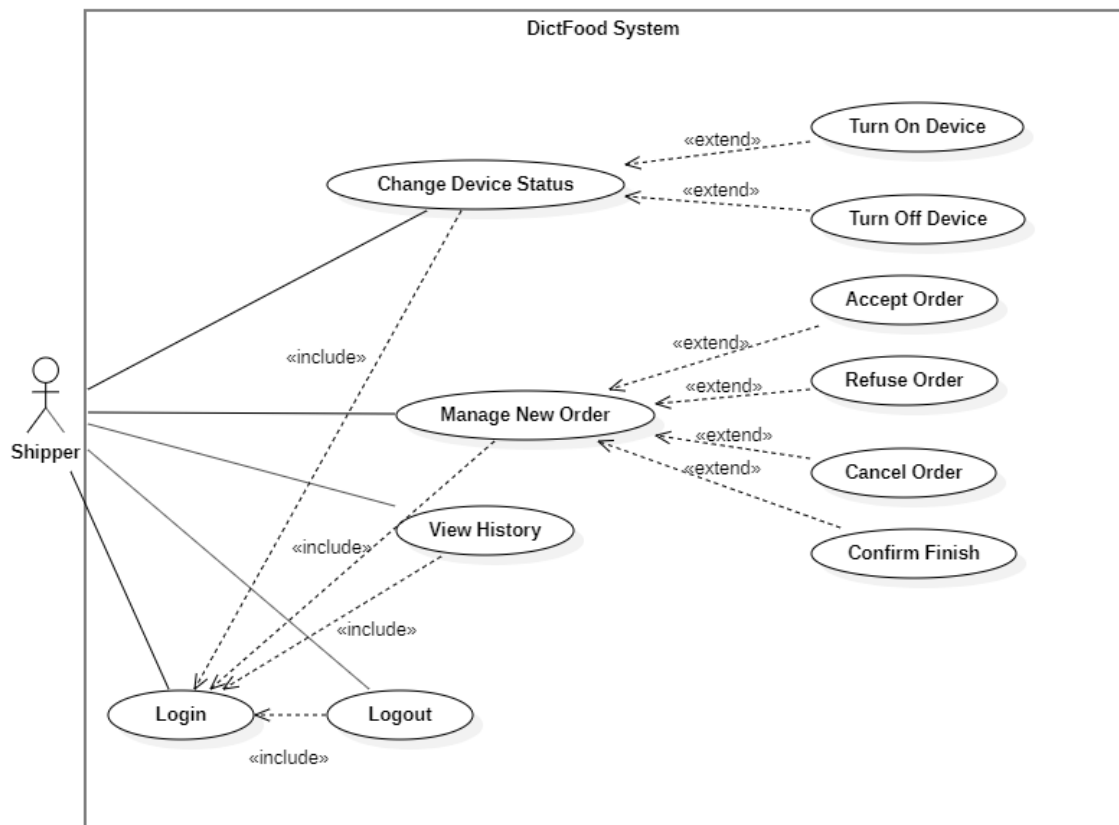 DictFood System
Turn On Device
«extend»
Change Device Status
«extend»
Turn Off Device
Accept Order
«extend»
«include»
Refuse Order
«extend»
Manage New Order
«extend»
Shipper
«extend»
Cancel Order
View History
«include»
Confirm Finish
«include»
Login
Logout
«include»